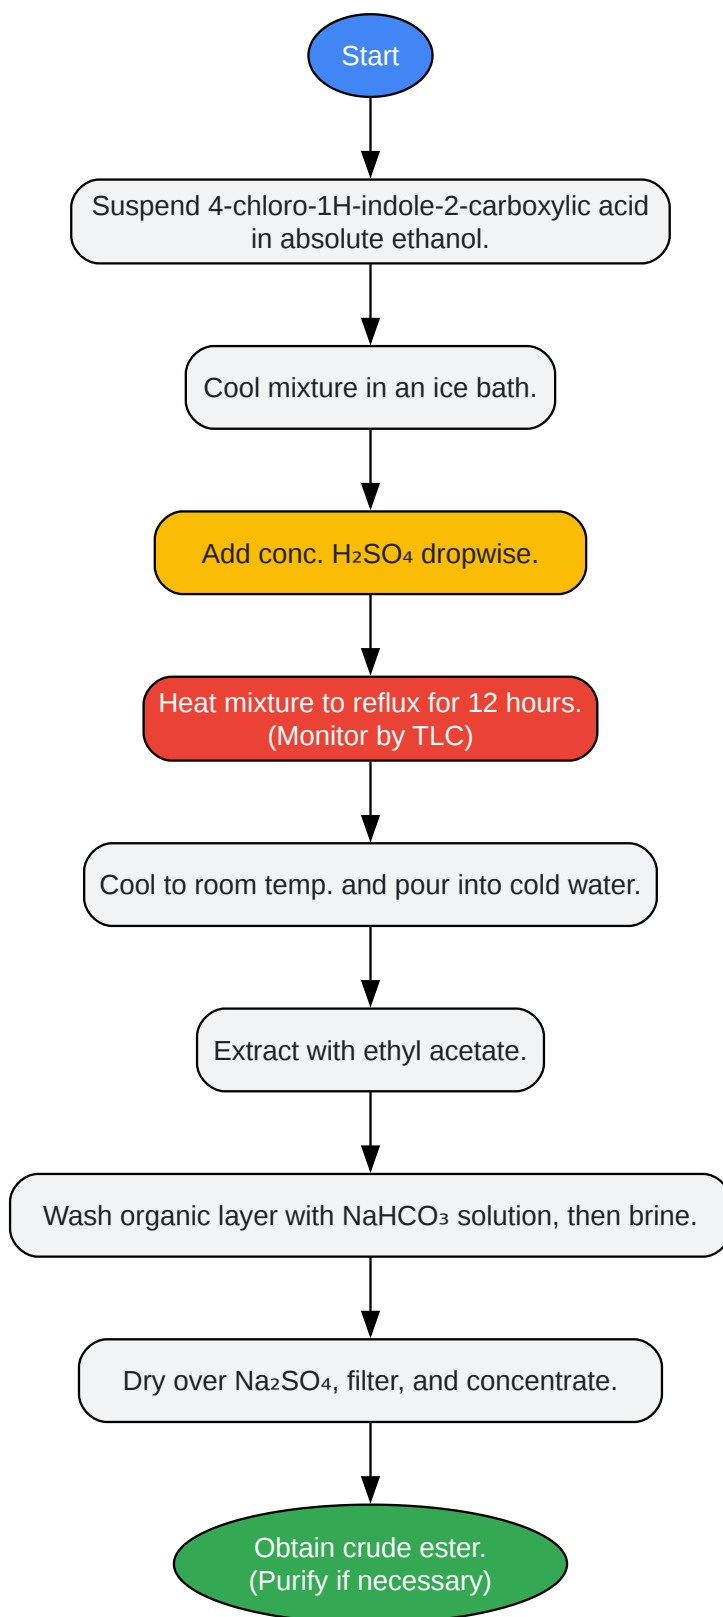 Start
Suspend 4-chloro-1H-indole-2-carboxylic acid
in absolute ethanol.
Cool mixture in an ice bath.
Add conc. H₂SO₄ dropwise.
Heat mixture to reflux for 12 hours.
(Monitor by TLC)
Cool to room temp. and pour into cold water.
Extract with ethyl acetate.
Wash organic layer with NaHCO₃ solution, then brine.
Dry over Na₂SO₄, filter, and concentrate.
Obtain crude ester.
(Purify if necessary)